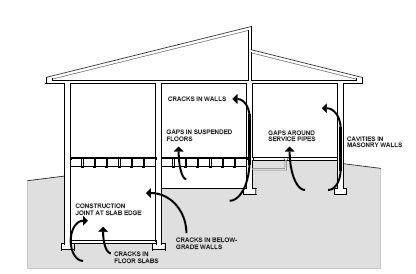 CRACKS IN WALLS
GAPS IN SUSPENDED
FLOORS
GAPS AROUND
SERVICE PIPES
CAVITIES IN
MASONRY WALLS
CONSTRUCTION
JOINT AT SLAB EDGE
CRACKS IN
FLOOR SLABS
CRACKS IN BELOW-
GRADE WALLS